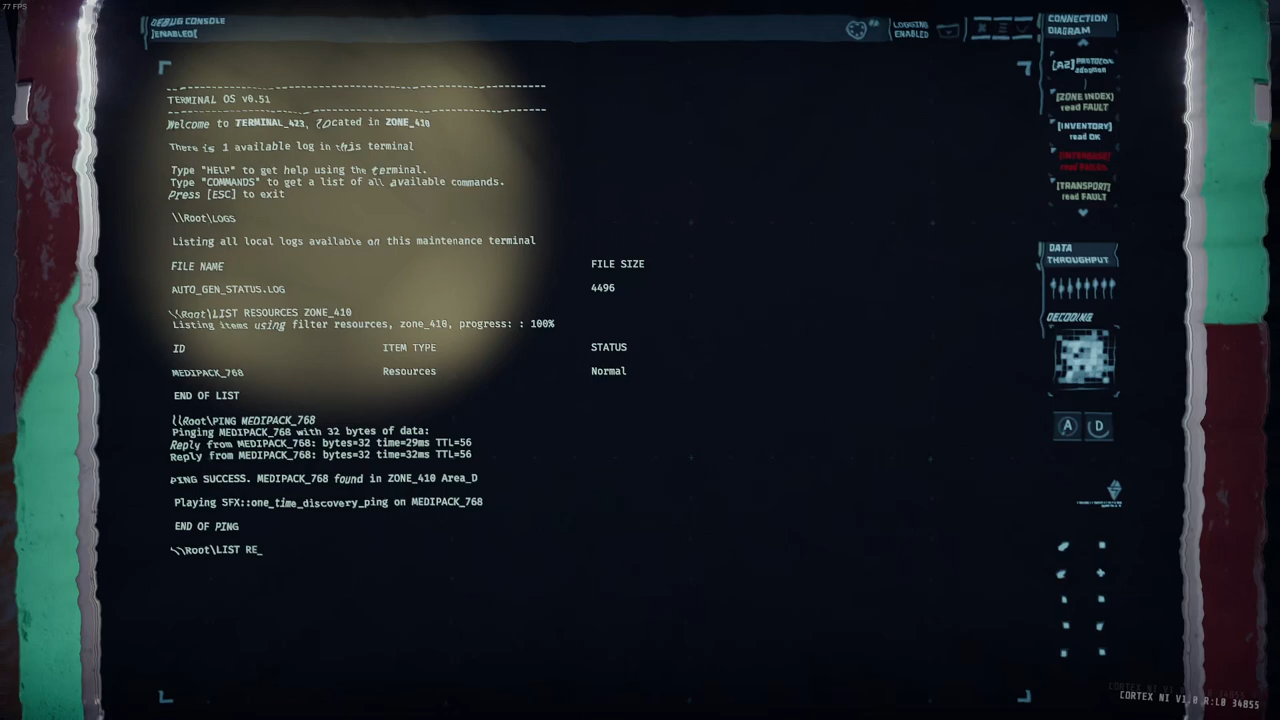 77 FPS
DEBUG CONSOLE
[ENABLED]
LOGGING
ENABLED
CONNECTION
DIAGRAM
[A2] PROTOCOL
[ZONE INDEX]
read FAULT
[INVENTORY]
read OK
[TRANSPORT]
read FAULT
DATA
THROUGHPUT
DECODING
A D
TERMINAL OS v0.51
Welcome to TERMINAL_423, located in ZONE_410
There is 1 available log in this terminal
Type "HELP" to get help using the terminal.
Type "COMMANDS" to get a list of all available commands.
Press [ESC] to exit
\\Root\LOGS
Listing all local logs available on this maintenance terminal
FILE NAME FILE SIZE
AUTO_GEN_STATUS.LOG 4496
\\Root\LIST RESOURCES ZONE_410
Listing items using filter resources, zone_410, progress: : 100%
ID ITEM TYPE STATUS
MEDIPACK_768 Resources Normal
END OF LIST
\\Root\PING MEDIPACK_768
Pinging MEDIPACK_768 with 32 bytes of data:
Reply from MEDIPACK_768: bytes=32 time=29ms TTL=56
Reply from MEDIPACK_768: bytes=32 time=32ms TTL=56
PING SUCCESS. MEDIPACK_768 found in ZONE_410 Area_D
Playing SFX::one_time_discovery_ping on MEDIPACK_768
END OF PING
\\Root\LIST RE_
CORTEX NI V1.0 R:L0 34855